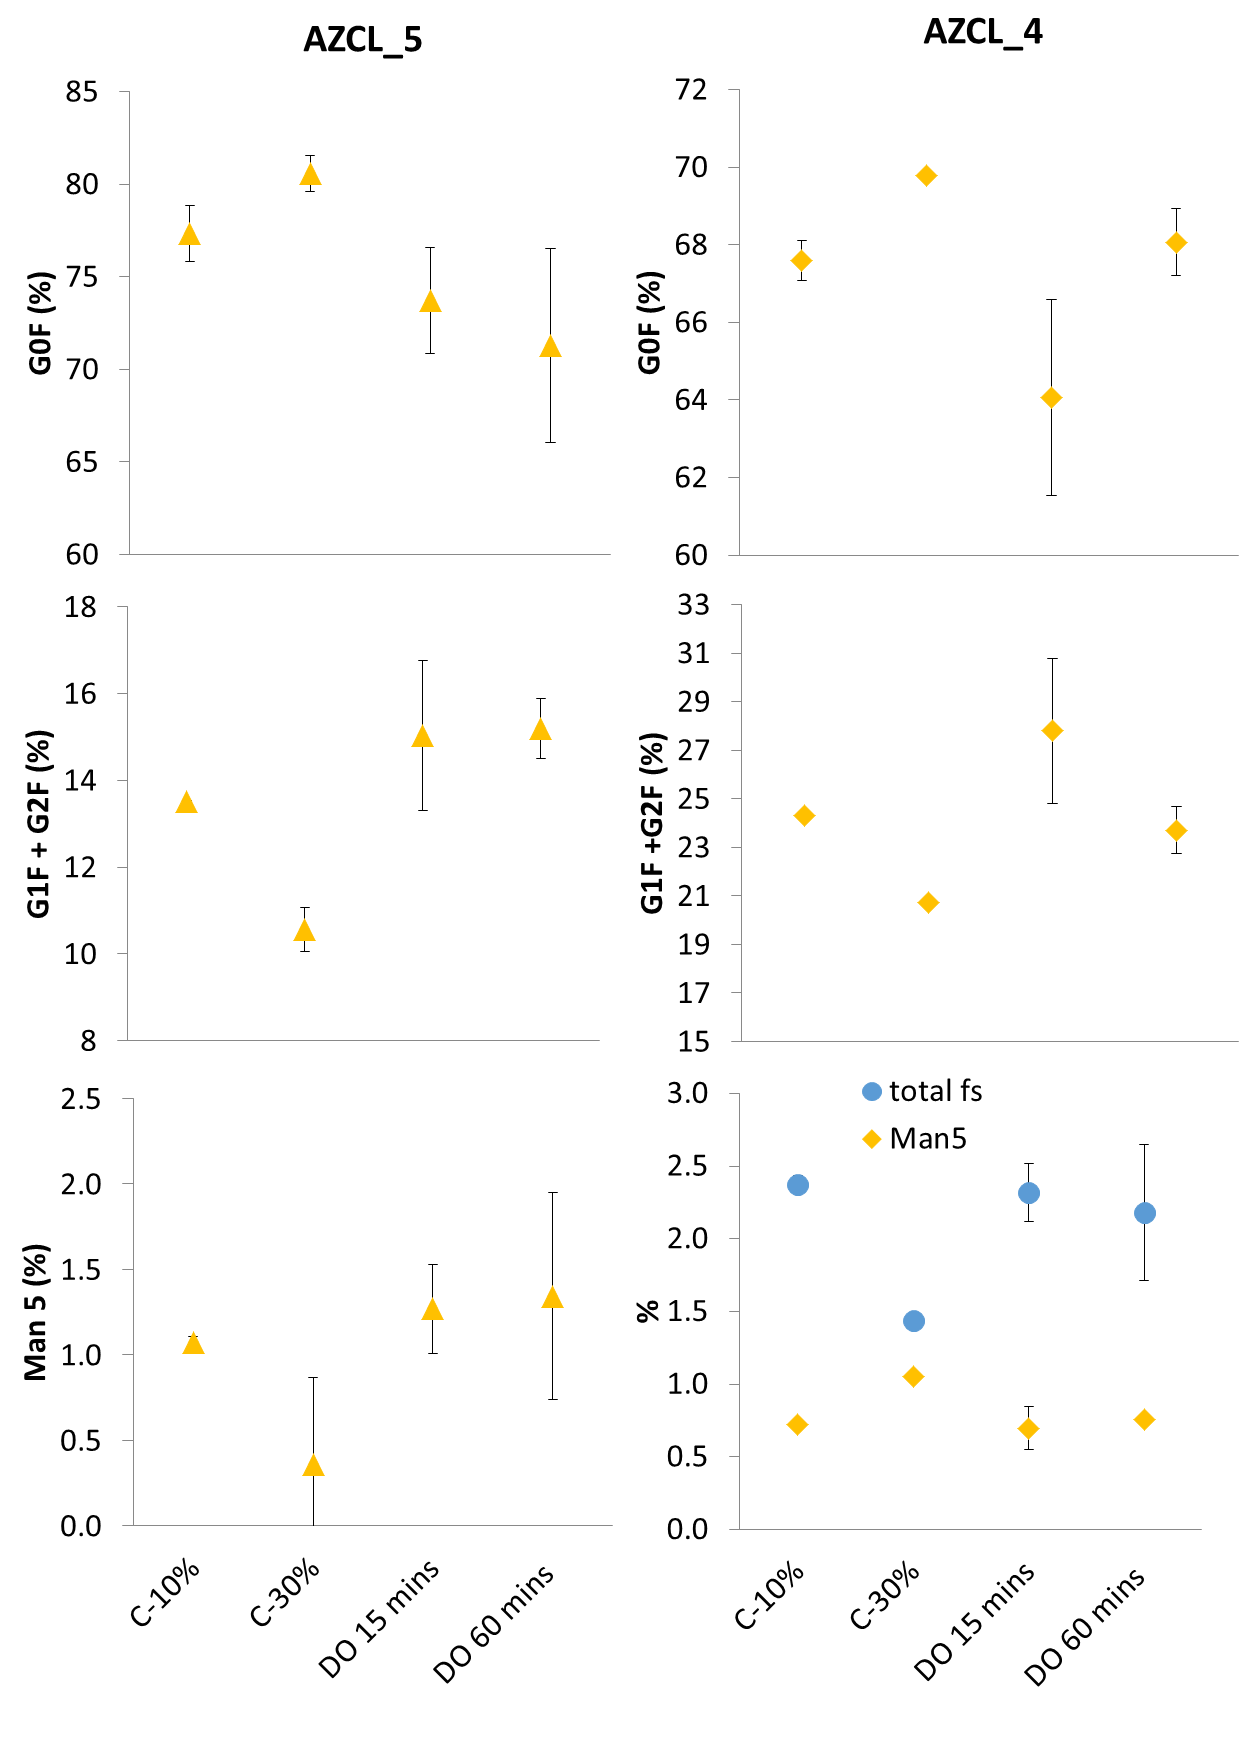 AZCL_5
AZCL_4
G0F (%)
85
80
75
70
65
60
G0F (%)
72
70
68
66
64
62
60
G1F + G2F (%)
18
16
14
12
10
8
G1F +G2F (%)
33
31
29
27
25
23
21
19
17
15
Man 5 (%)
2.5
2.0
1.5
1.0
0.5
0.0
C-10%
C-30%
DO 15 mins
DO 60 mins
%
3.0
2.5
2.0
1.5
1.0
0.5
0.0
total fs
Man5
C-10%
C-30%
DO 15 mins
DO 60 mins